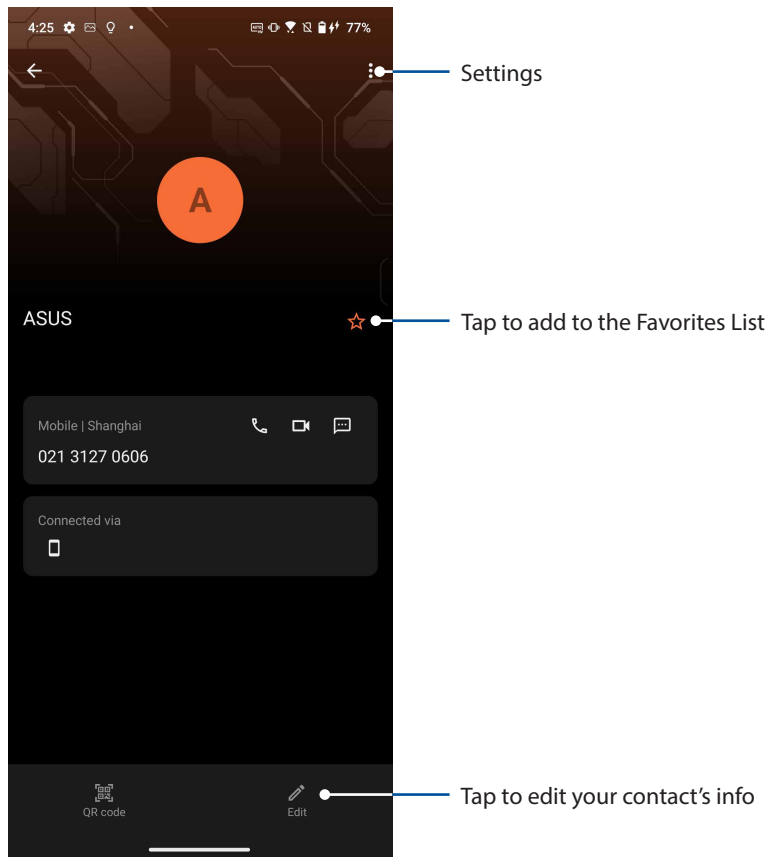 4:25 77%
Settings
A
ASUS
Tap to add to the Favorites List
Mobile | Shanghai
021 3127 0606
Connected via
QR code
Edit
Tap to edit your contact’s info